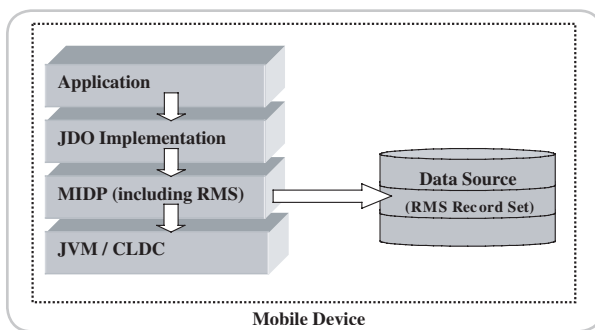 Application
JDO Implementation
MIDP (including RMS)
JVM / CLDC
Data Source
(RMS Record Set)
Mobile Device